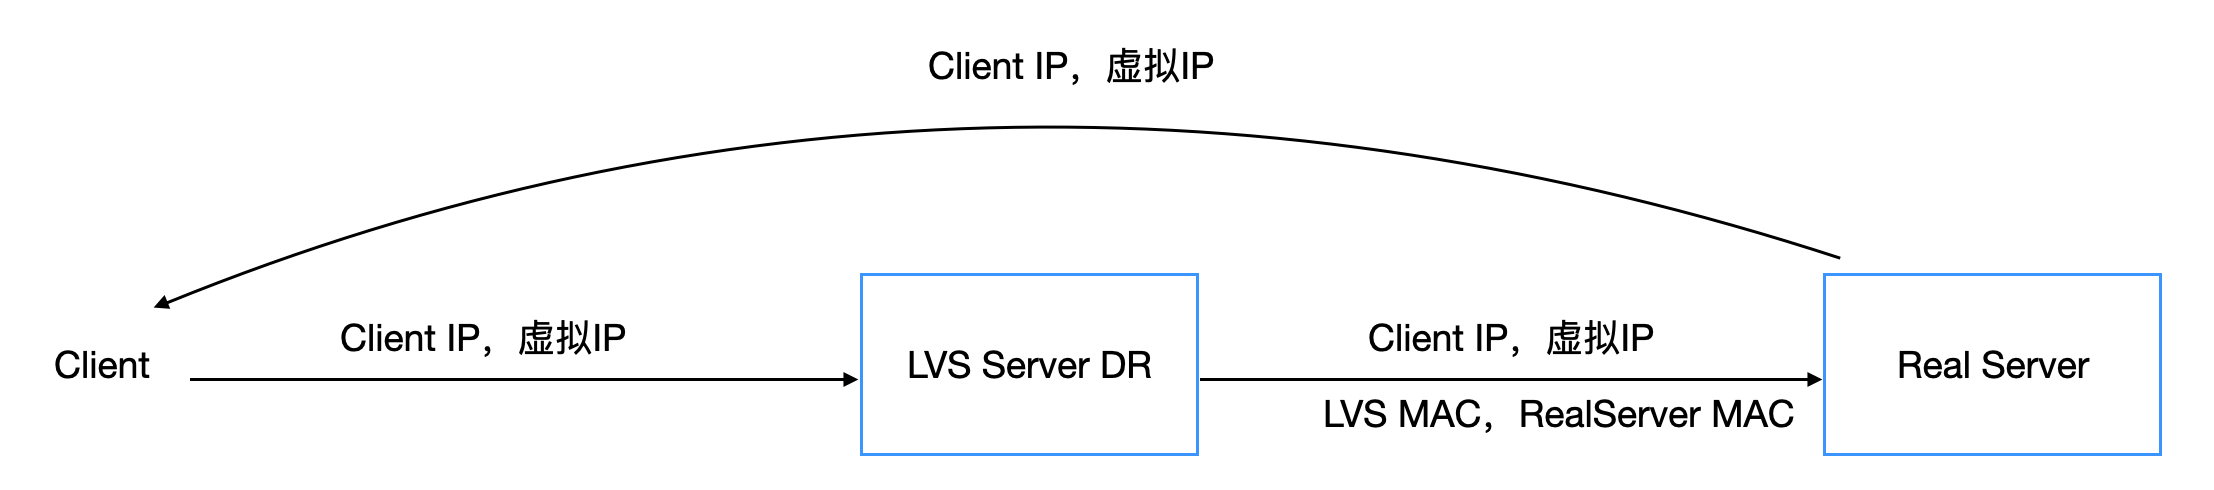 Client IP，虚拟IP
Client
Client IP，虚拟IP
LVS Server DR
Client IP，虚拟IP
LVS MAC，RealServer MAC
Real Server